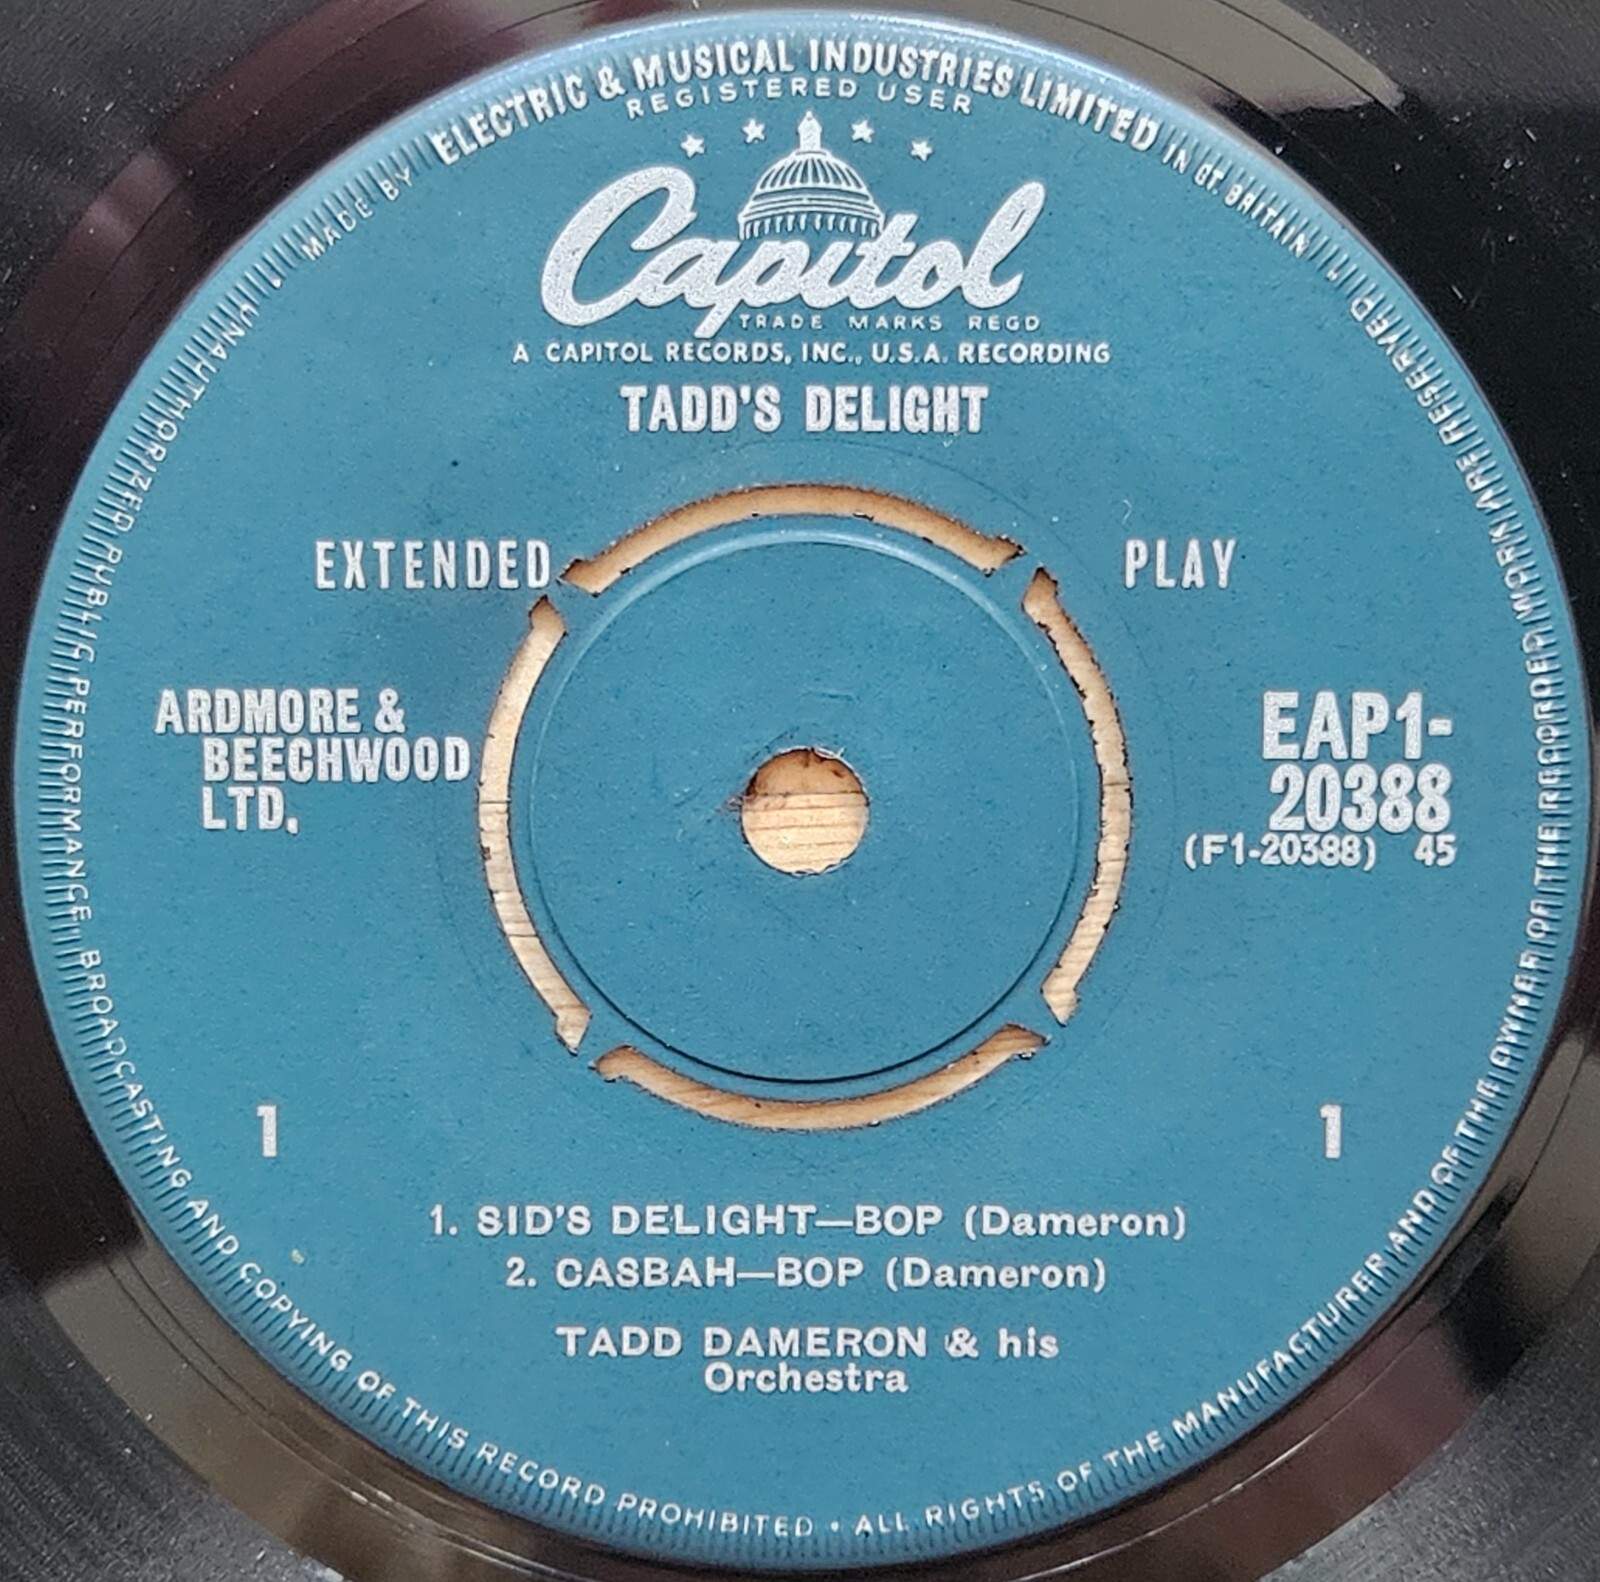 MADE BY ELECTRIC & MUSICAL INDUSTRIES LIMITED IN GT. BRITAIN
REGISTERED USER
Capitol
TRADE MARKS REGD
A CAPITOL RECORDS, INC., U.S.A. RECORDING
TADD'S DELIGHT
EXTENDED PLAY
ARDMORE &
BEECHWOOD
LTD.
EAP1-
20388
(F1-20388) 45
1 1
1. SID'S DELIGHT—BOP (Dameron)
2. CASBAH—BOP (Dameron)
TADD DAMERON & his
Orchestra
UNAUTHORIZED PUBLIC PERFORMANCE BROADCASTING AND COPYING OF THIS RECORD PROHIBITED • ALL RIGHTS OF THE MANUFACTURER AND OF THE OWNER OF THE RECORDED WORK ARE RESERVED